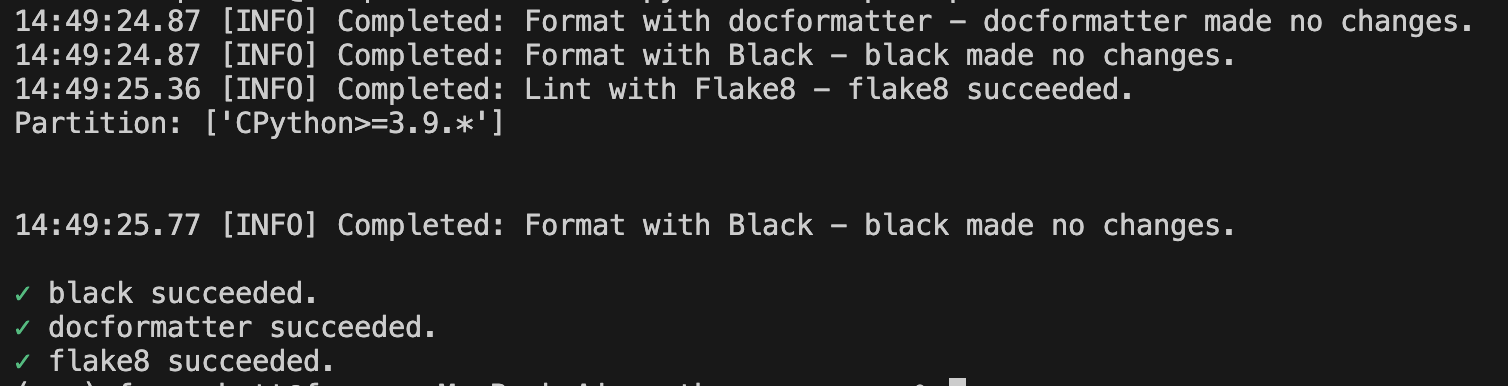 14:49:24.87 [INFO] Completed: Format with docformatter - docformatter made no changes.
14:49:24.87 [INFO] Completed: Format with Black - black made no changes.
14:49:25.36 [INFO] Completed: Lint with Flake8 - flake8 succeeded.
Partition: ['CPython>=3.9.*']
14:49:25.77 [INFO] Completed: Format with Black - black made no changes.
✓ black succeeded.
✓ docformatter succeeded.
✓ flake8 succeeded.